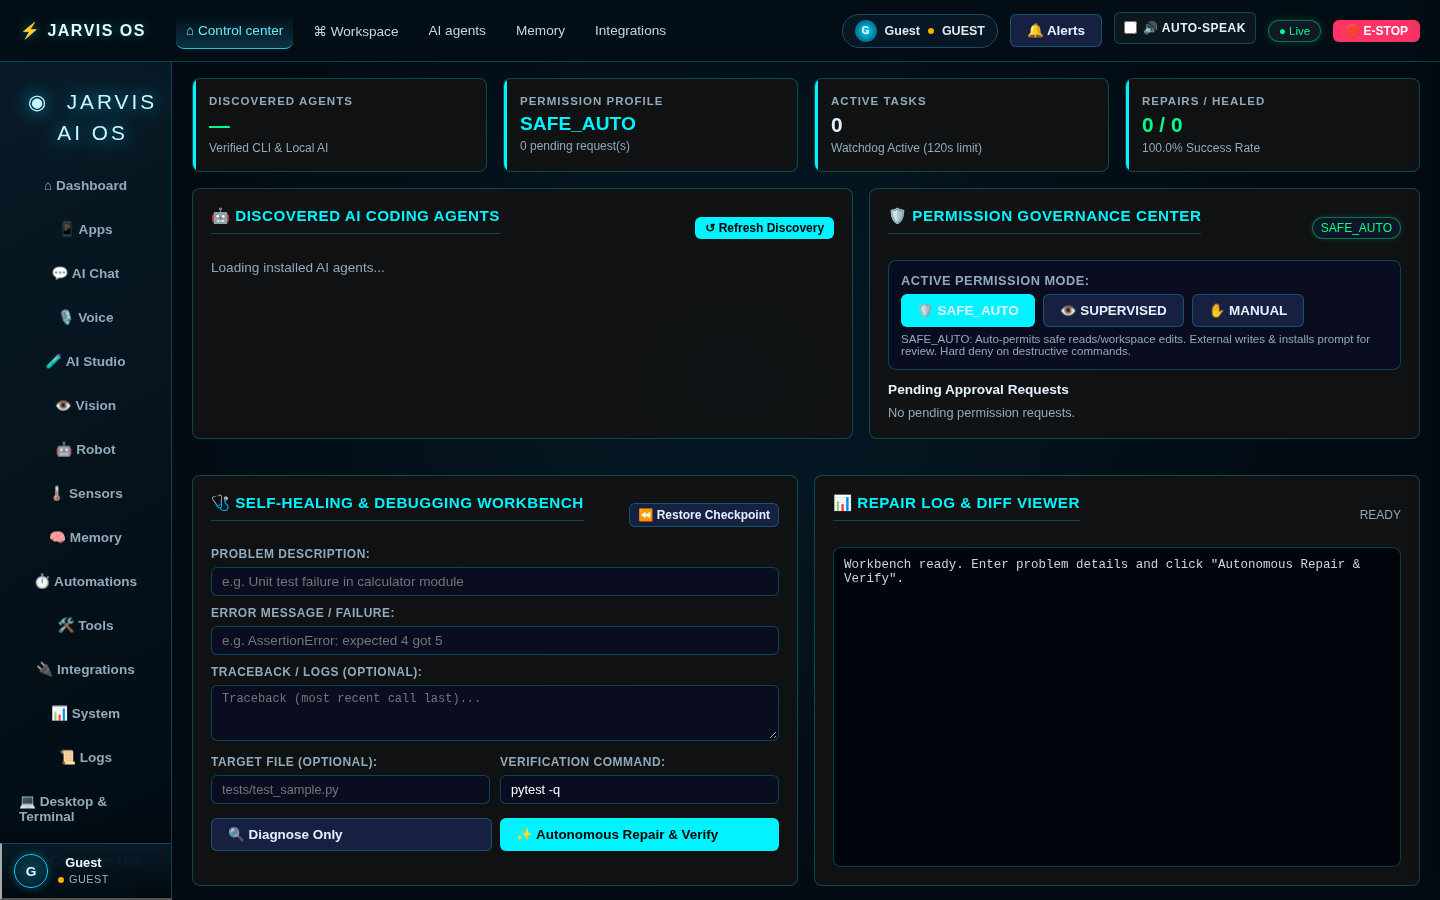 ⚡ JARVIS OS
⌂ Control center
⌘ Workspace
AI agents
Memory
Integrations
G Guest ● GUEST
🔔 Alerts
🔊 AUTO-SPEAK
● Live
🛑 E-STOP
◉ JARVIS
AI OS
⌂ Dashboard
📱 Apps
💬 AI Chat
🎙️ Voice
🧪 AI Studio
👁️ Vision
🤖 Robot
🌡️ Sensors
🧠 Memory
⏱️ Automations
🛠️ Tools
🔌 Integrations
📊 System
📜 Logs
💻 Desktop &
Terminal
G Guest
● GUEST
DISCOVERED AGENTS
—
Verified CLI & Local AI
PERMISSION PROFILE
SAFE_AUTO
0 pending request(s)
ACTIVE TASKS
0
Watchdog Active (120s limit)
REPAIRS / HEALED
0 / 0
100.0% Success Rate
🤖 DISCOVERED AI CODING AGENTS
↺ Refresh Discovery
Loading installed AI agents...
🛡️ PERMISSION GOVERNANCE CENTER
SAFE_AUTO
ACTIVE PERMISSION MODE:
🛡️ SAFE_AUTO
👁️ SUPERVISED
✋ MANUAL
SAFE_AUTO: Auto-permits safe reads/workspace edits. External writes & installs prompt for
review. Hard deny on destructive commands.
Pending Approval Requests
No pending permission requests.
🩺 SELF-HEALING & DEBUGGING WORKBENCH
⏪ Restore Checkpoint
PROBLEM DESCRIPTION:
e.g. Unit test failure in calculator module
ERROR MESSAGE / FAILURE:
e.g. AssertionError: expected 4 got 5
TRACEBACK / LOGS (OPTIONAL):
Traceback (most recent call last)...
TARGET FILE (OPTIONAL):
tests/test_sample.py
VERIFICATION COMMAND:
pytest -q
🔍 Diagnose Only
✨ Autonomous Repair & Verify
📊 REPAIR LOG & DIFF VIEWER
READY
Workbench ready. Enter problem details and click "Autonomous Repair &
Verify".